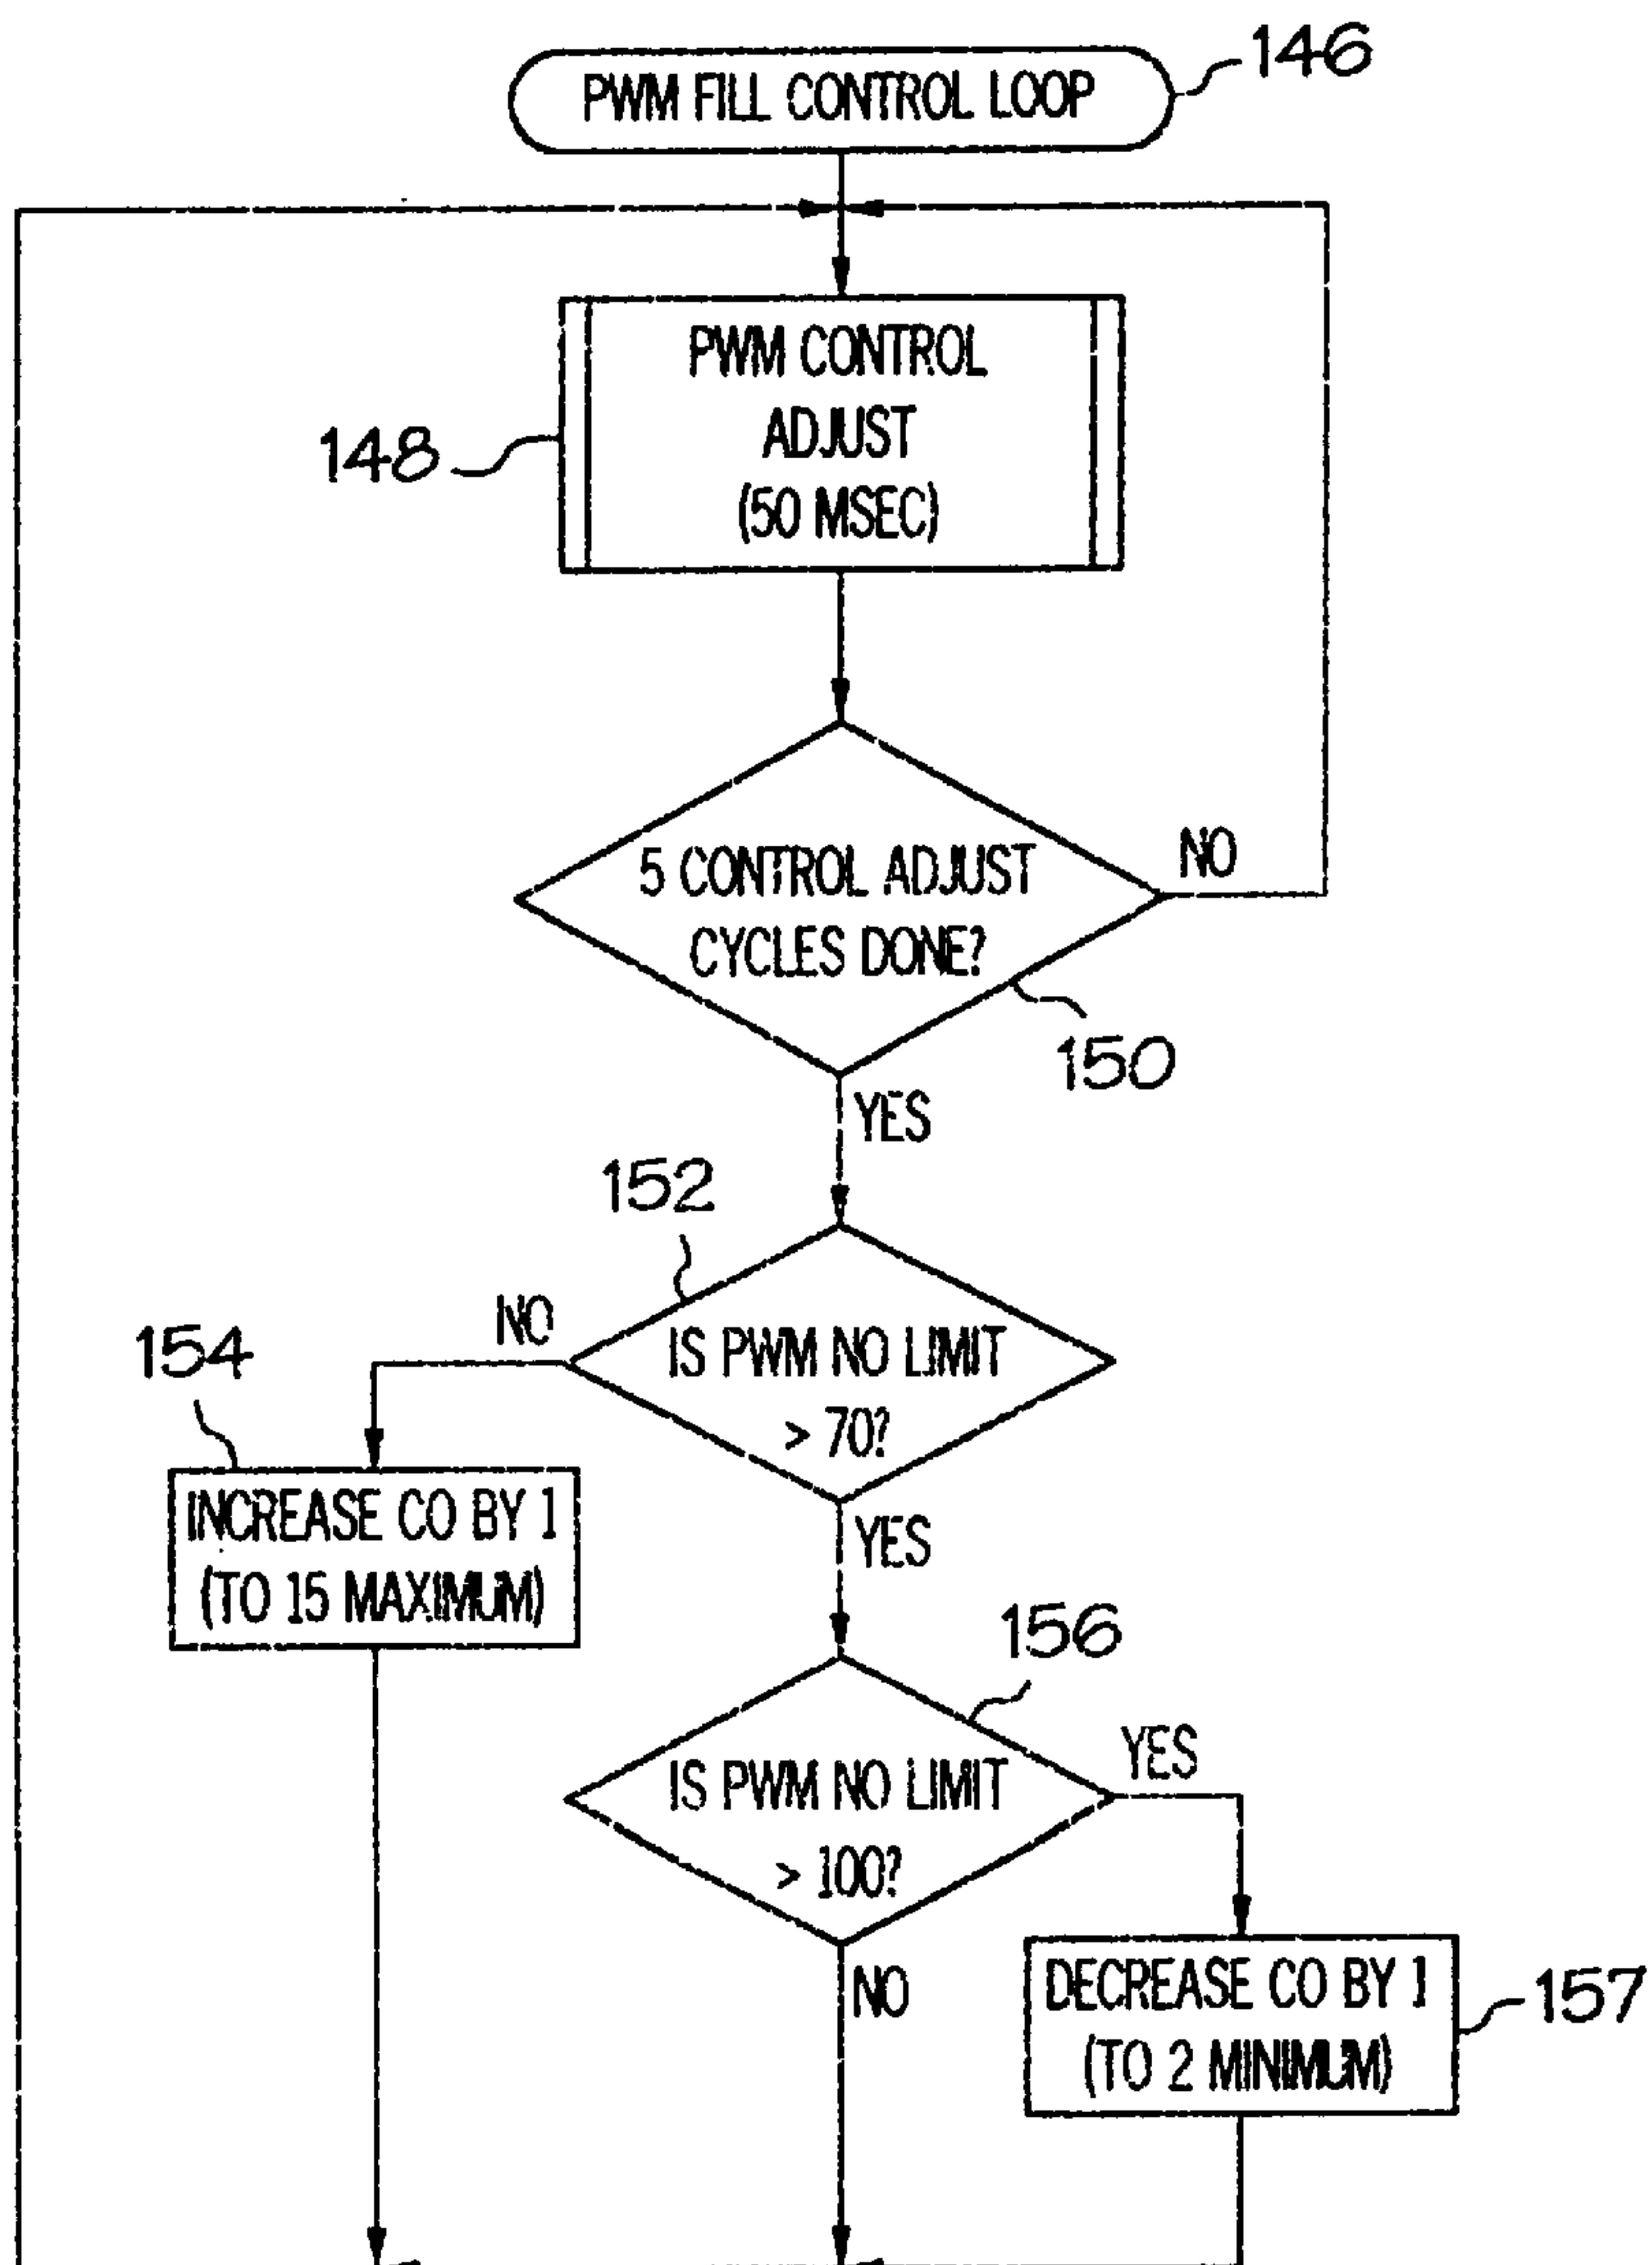 146
PWM FILL CONTROL LOOP
148
PWM CONTROL
ADJUST
(50 MSEC)
5 CONTROL ADJUST
CYCLES DONE?
NO
150
YES
152
IS PWM NO LIMIT
> 70?
NO
154
INCREASE CO BY 1
(TO 15 MAXIMUM)
YES
156
IS PWM NO LIMIT
> 100?
YES
NO
DECREASE CO BY 1
(TO 2 MINIMUM)
157